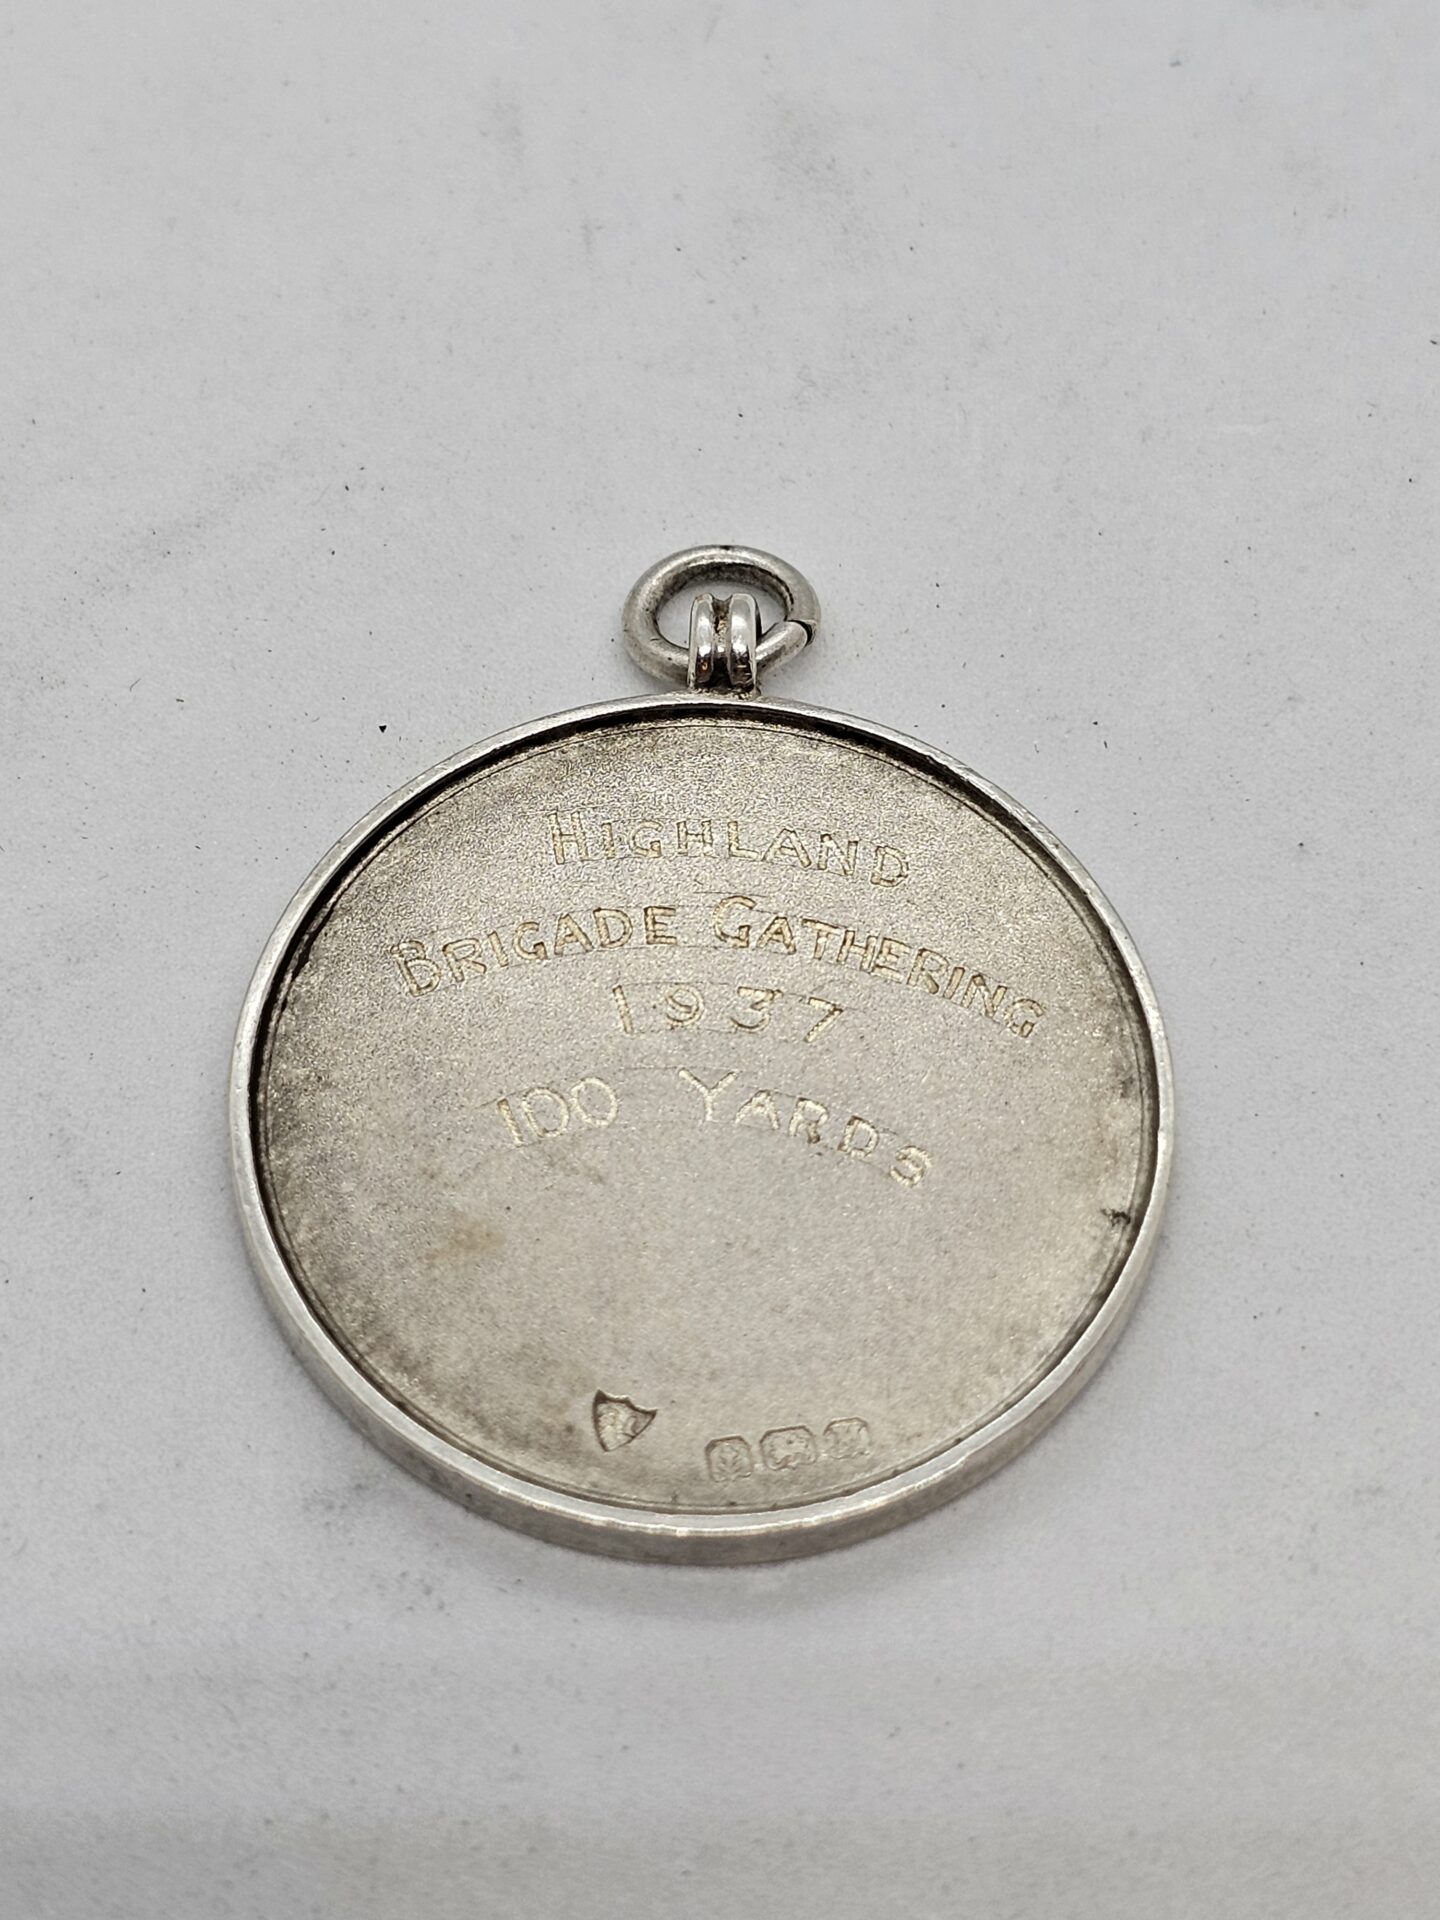 HIGHLAND
BRIGADE GATHERING
1937
100 YARDS